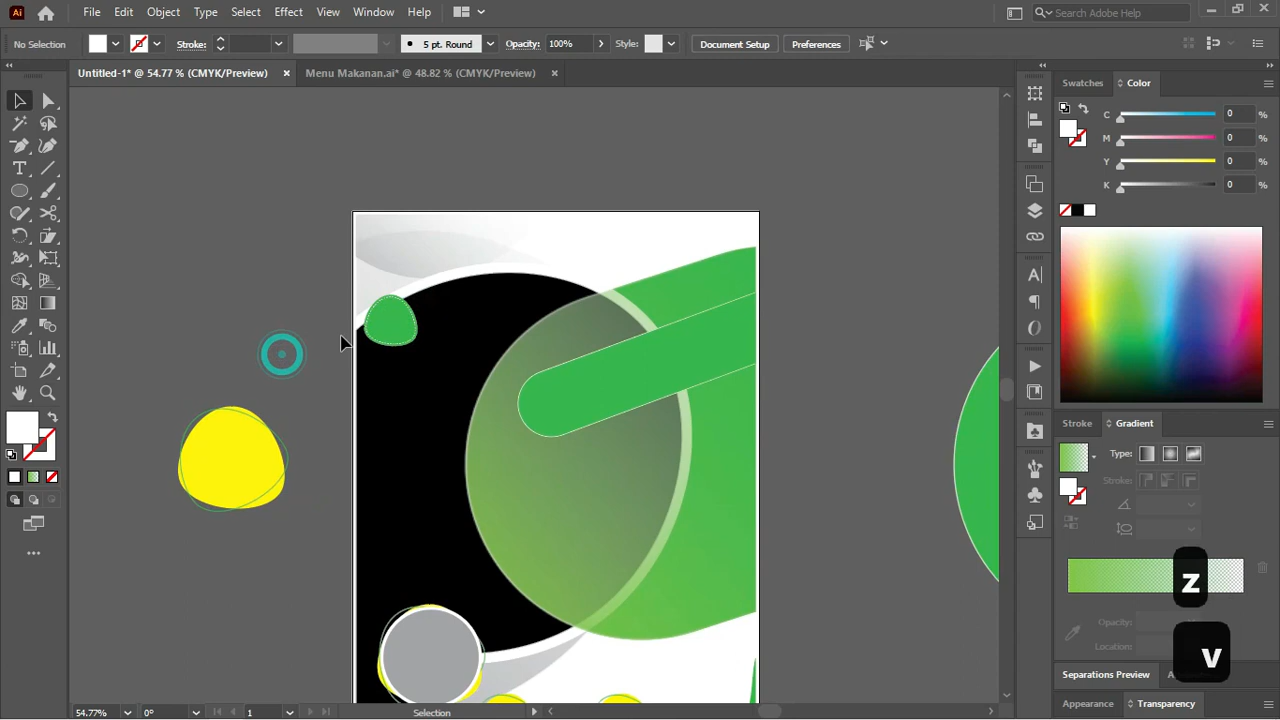 Ai File Edit Object Type Select Effect View Window Help Search Adobe Help
No Selection Stroke: 5 pt. Round Opacity: 100% Style: Document Setup Preferences
Untitled-1* @ 54.77 % (CMYK/Preview) × Menu Makanan.ai* @ 48.82 % (CMYK/Preview) ×
Swatches Color
C 0 %
M 0 %
Y 0 %
K 0 %
Stroke Gradient
Type:
Stroke:
Opacity:
Location:
z
v
Separations Preview A
Transparency
54.77% 0° 1 Selection